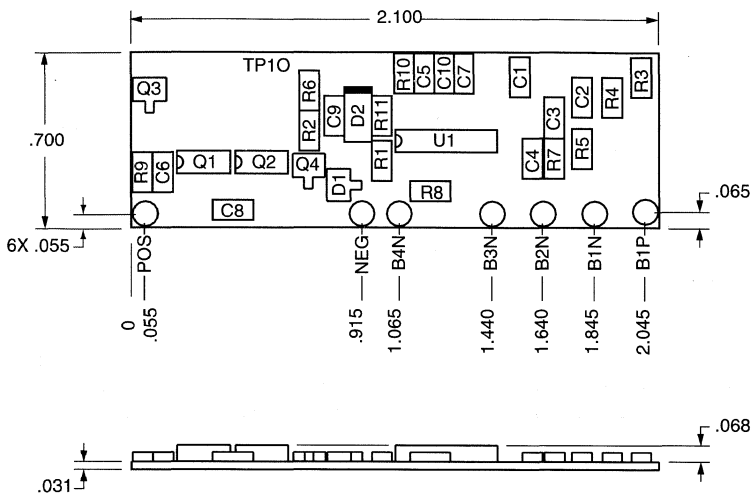 2.100
TP1O
R10 C5 C10 C7
C1
R3
Q3
R6
C2
R4
C9
D2
R11
C3
.700
R2
U1
R9 C6
Q1
Q2
Q4
R1
C4
R7
R5
D1
R8
.065
C8
6X .055
POS
NEG
B4N
B3N
B2N
B1N
B1P
0
.055
.915
1.065
1.440
1.640
1.845
2.045
.068
.031